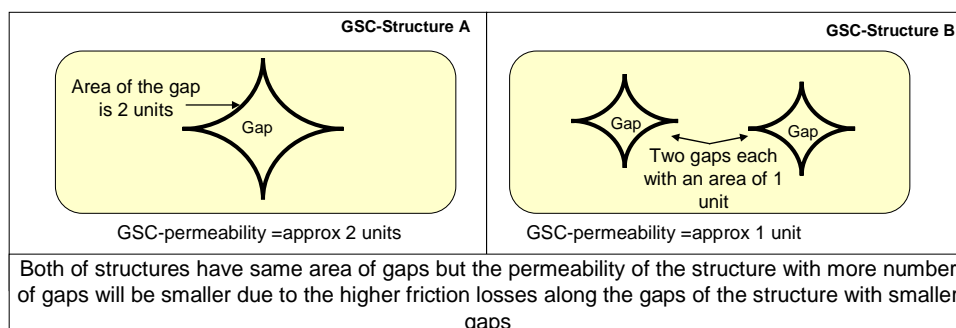 GSC-Structure A
Area of the gap
is 2 units
Gap
GSC-permeability =approx 2 units
GSC-Structure B
Gap
Gap
Two gaps each
with an area of 1
unit
GSC-permeability =approx 1 unit
Both of structures have same area of gaps but the permeability of the structure with more number
of gaps will be smaller due to the higher friction losses along the gaps of the structure with smaller
gaps